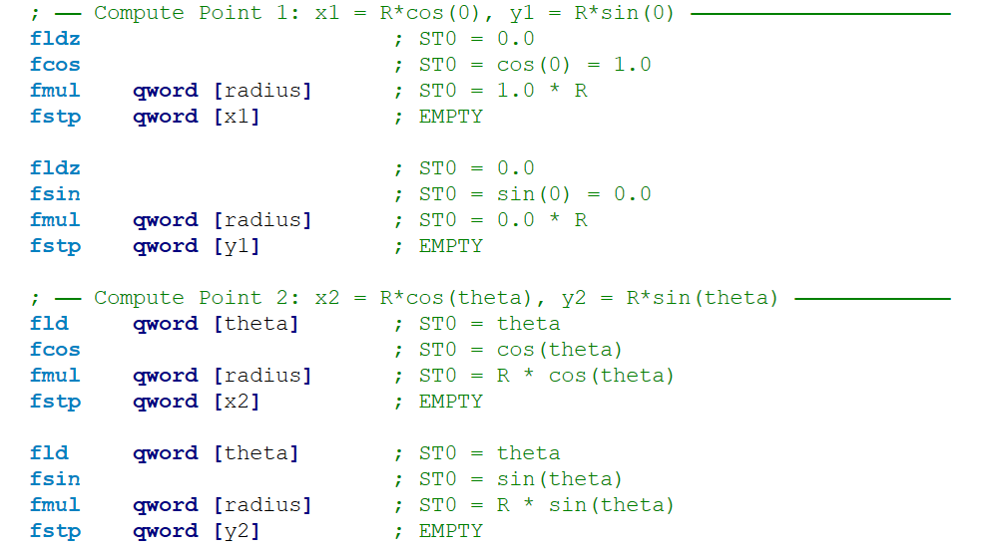 ; —— Compute Point 1: x1 = R*cos(0), y1 = R*sin(0) ————————————————————
fldz ; ST0 = 0.0
fcos ; ST0 = cos(0) = 1.0
fmul qword [radius] ; ST0 = 1.0 * R
fstp qword [x1] ; EMPTY
fldz ; ST0 = 0.0
fsin ; ST0 = sin(0) = 0.0
fmul qword [radius] ; ST0 = 0.0 * R
fstp qword [y1] ; EMPTY
; —— Compute Point 2: x2 = R*cos(theta), y2 = R*sin(theta) ————————————
fld qword [theta] ; ST0 = theta
fcos ; ST0 = cos(theta)
fmul qword [radius] ; ST0 = R * cos(theta)
fstp qword [x2] ; EMPTY
fld qword [theta] ; ST0 = theta
fsin ; ST0 = sin(theta)
fmul qword [radius] ; ST0 = R * sin(theta)
fstp qword [y2] ; EMPTY